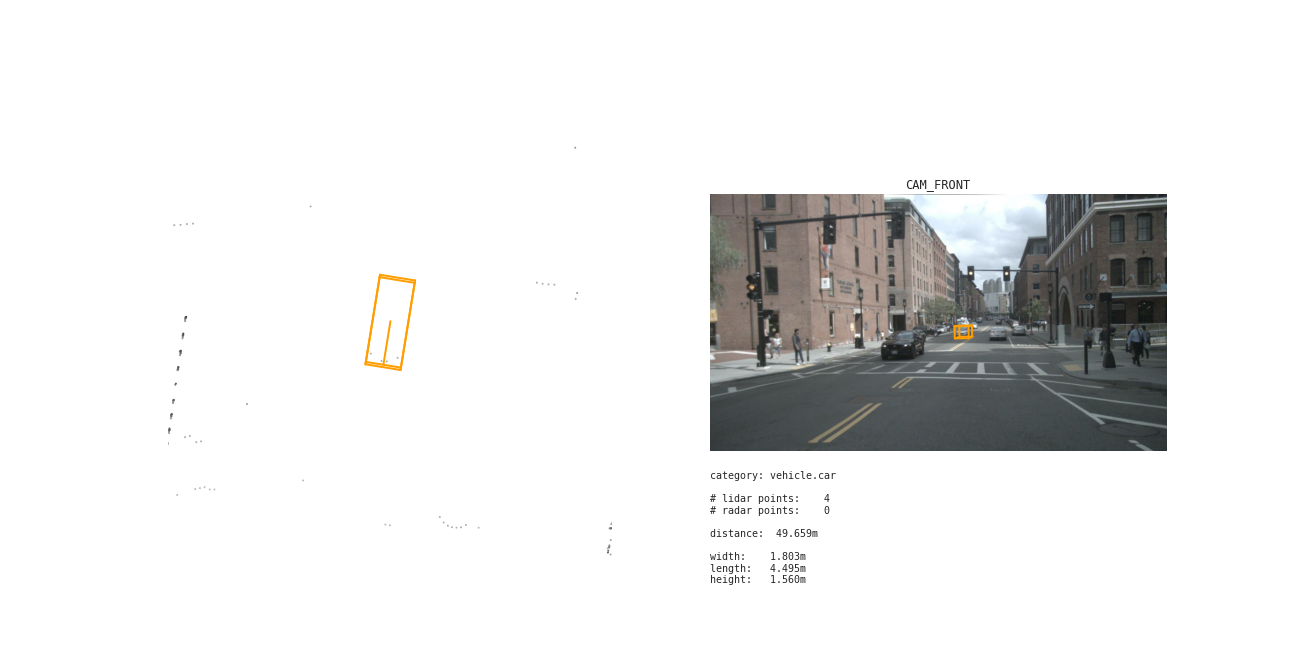 CAM_FRONT
category: vehicle.car
# lidar points:    4
# radar points:    0
distance:  49.659m
width:    1.803m
length:   4.495m
height:   1.560m